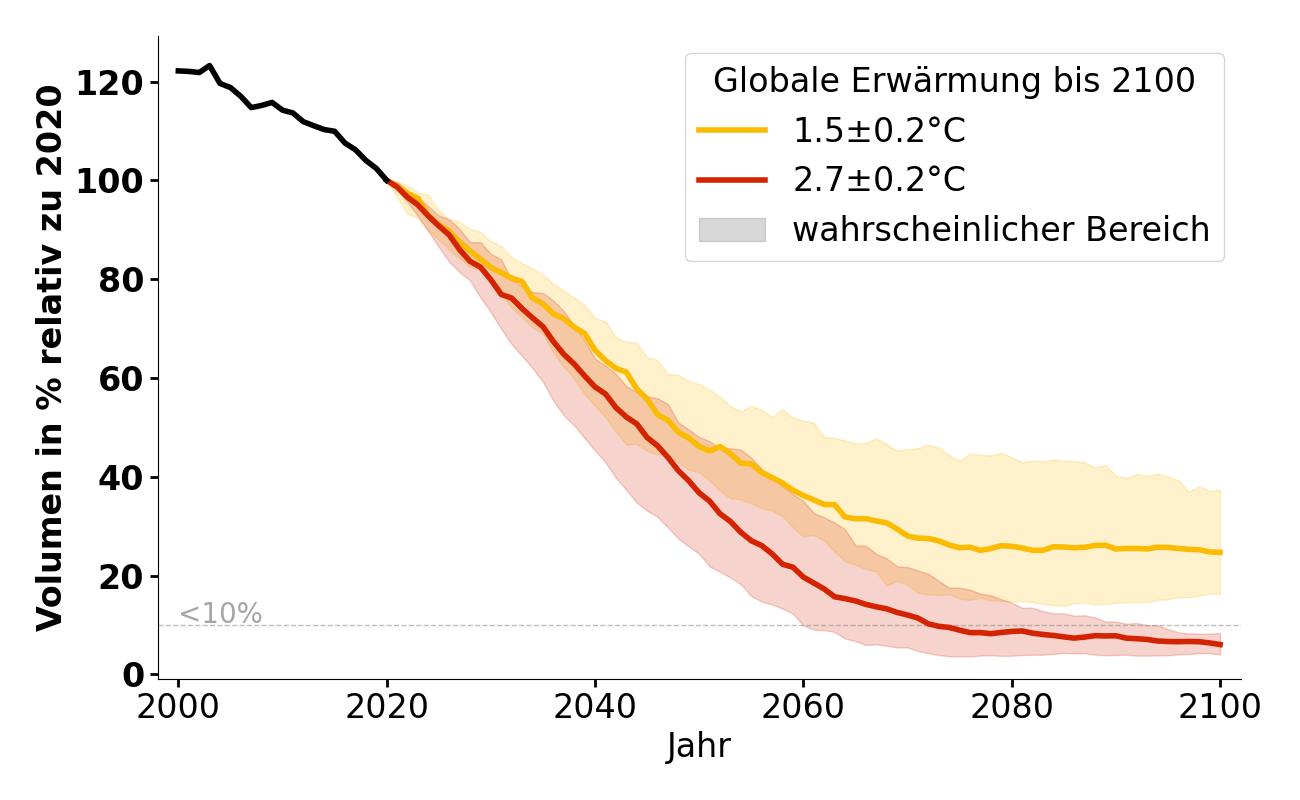 Volumen in % relativ zu 2020
120
100
80
60
40
20
0
<10%
Globale Erwärmung bis 2100
1.5±0.2°C
2.7±0.2°C
wahrscheinlicher Bereich
2000 2020 2040 2060 2080 2100
Jahr